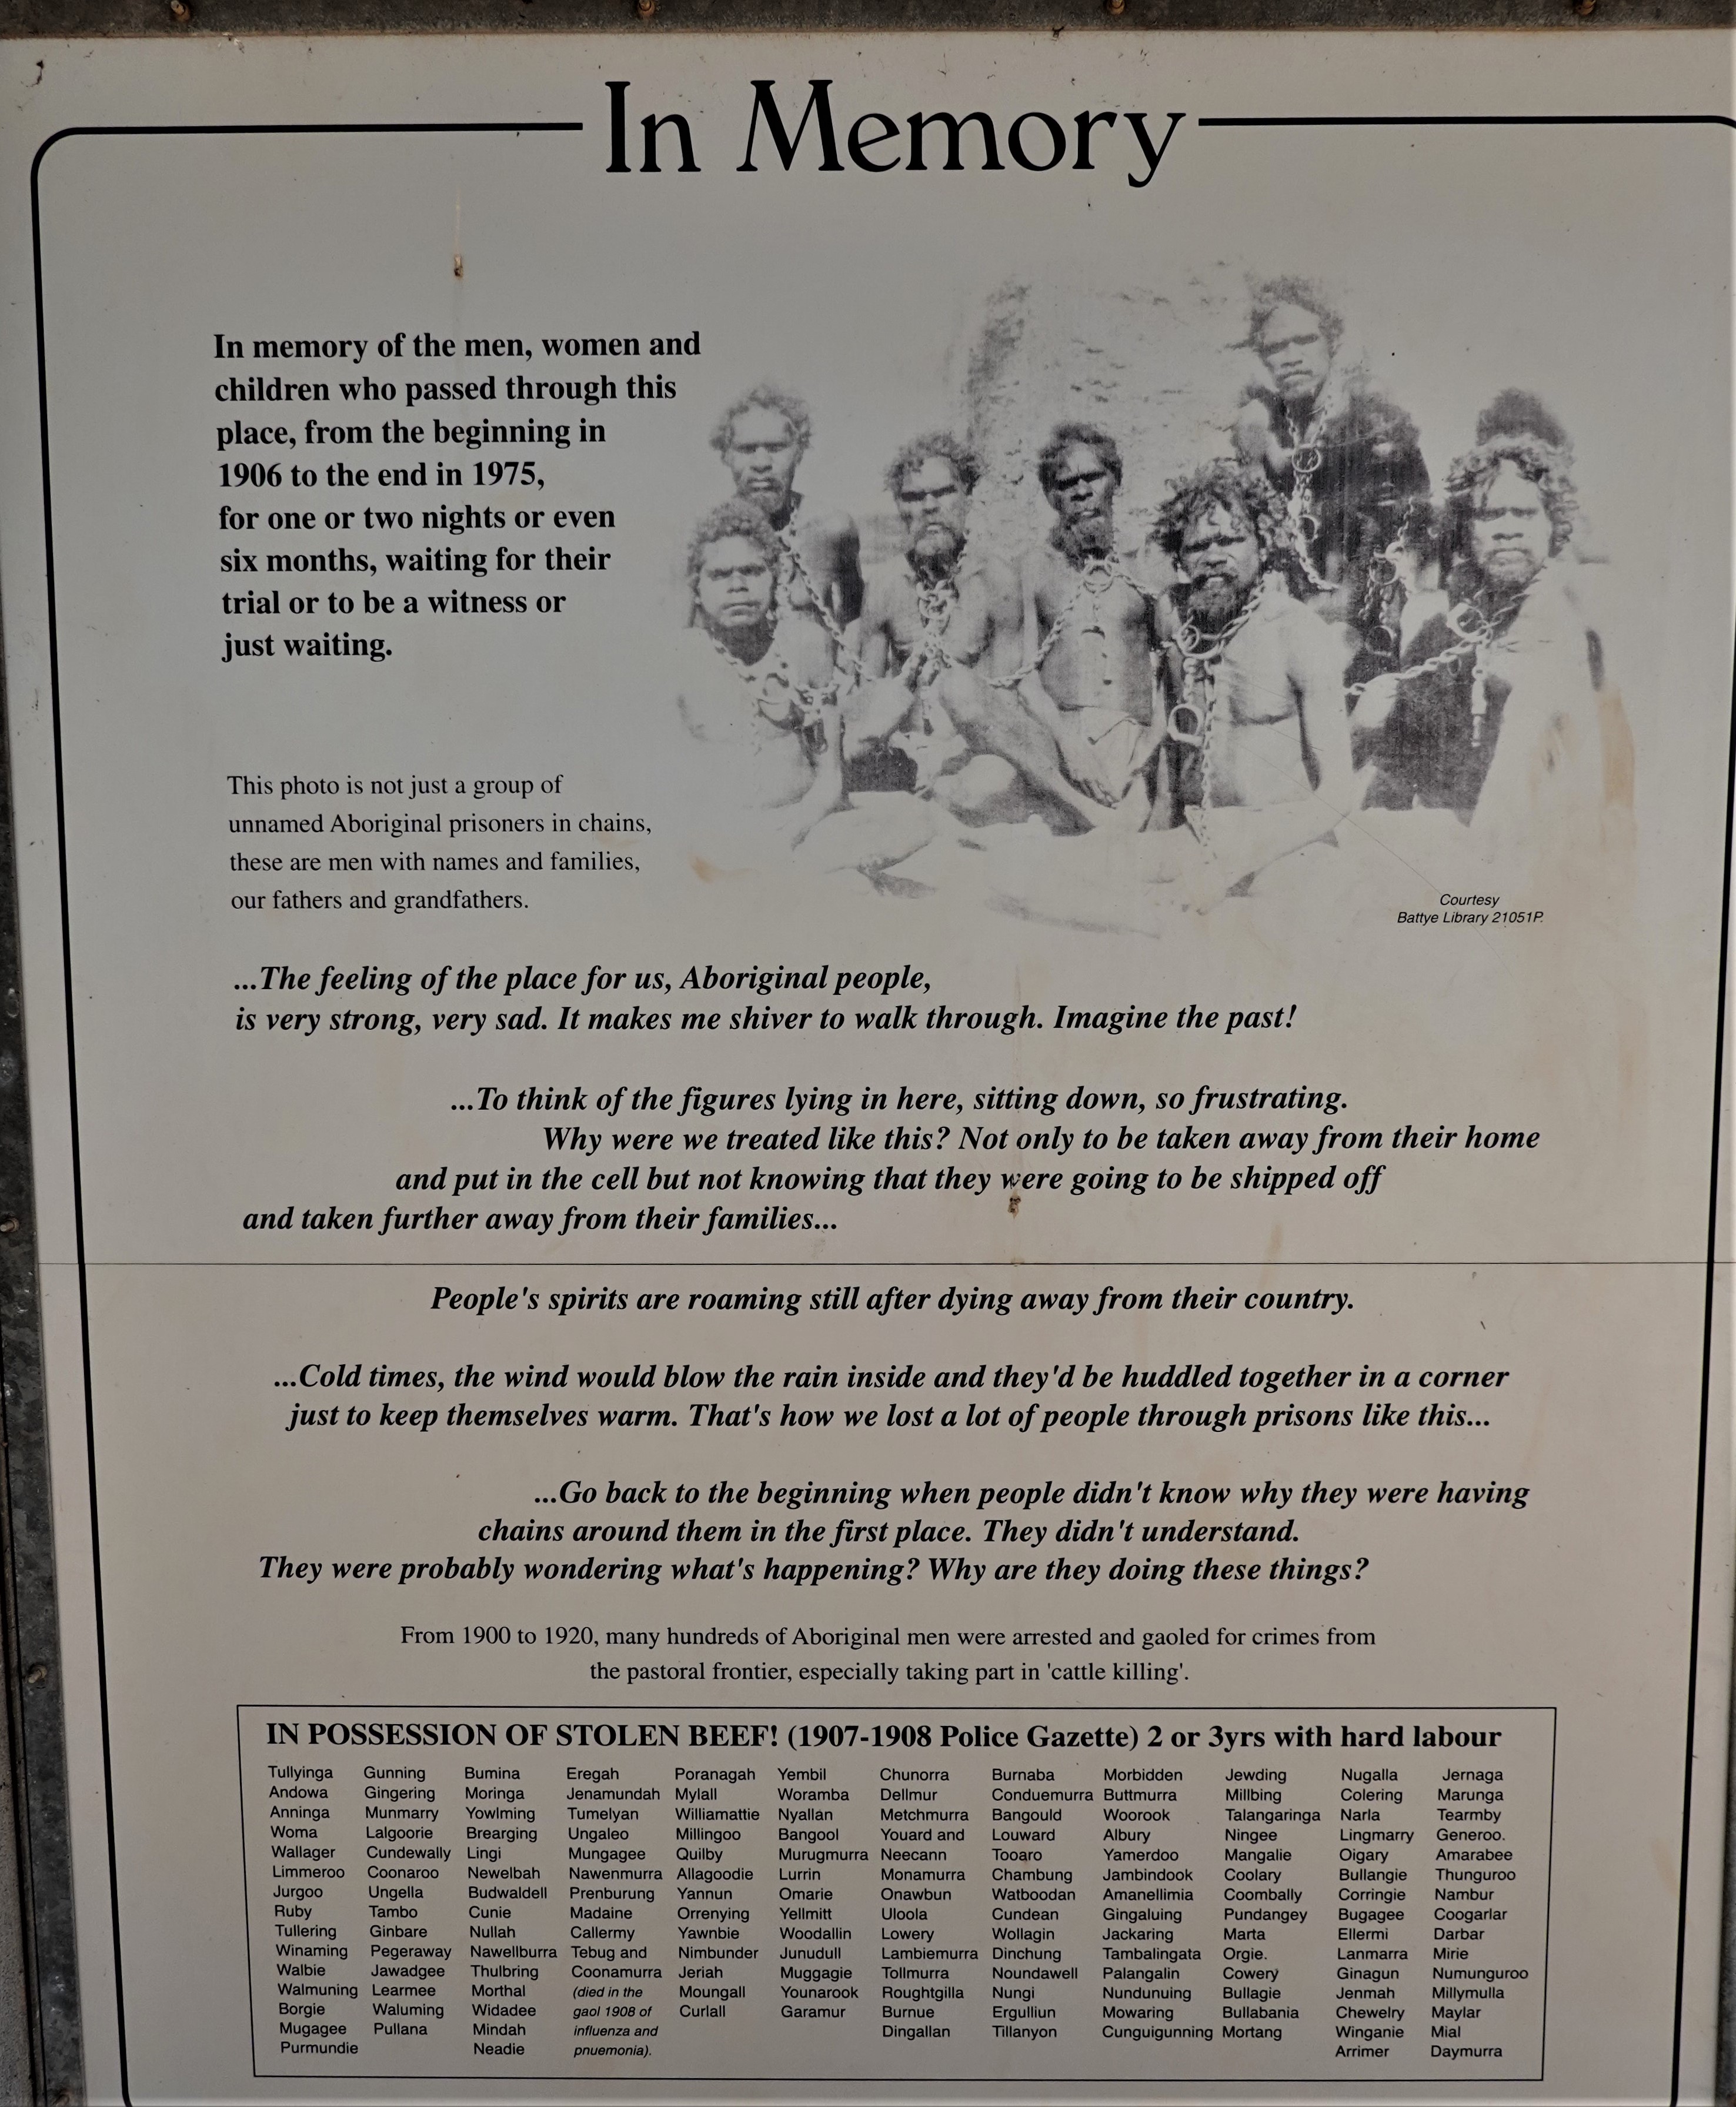 In Memory
In memory of the men, women and
children who passed through this
place, from the beginning in
1906 to the end in 1975,
for one or two nights or even
six months, waiting for their
trial or to be a witness or
just waiting.
This photo is not just a group of
unnamed Aboriginal prisoners in chains,
these are men with names and families,
our fathers and grandfathers.
Courtesy
Battye Library 21051P.
...The feeling of the place for us, Aboriginal people,
is very strong, very sad. It makes me shiver to walk through. Imagine the past!
...To think of the figures lying in here, sitting down, so frustrating.
Why were we treated like this? Not only to be taken away from their home
and put in the cell but not knowing that they were going to be shipped off
and taken further away from their families...
People's spirits are roaming still after dying away from their country.
...Cold times, the wind would blow the rain inside and they'd be huddled together in a corner
just to keep themselves warm. That's how we lost a lot of people through prisons like this...
...Go back to the beginning when people didn't know why they were having
chains around them in the first place. They didn't understand.
They were probably wondering what's happening? Why are they doing these things?
From 1900 to 1920, many hundreds of Aboriginal men were arrested and gaoled for crimes from
the pastoral frontier, especially taking part in 'cattle killing'.
IN POSSESSION OF STOLEN BEEF! (1907-1908 Police Gazette) 2 or 3yrs with hard labour
Tullyinga
Andowa
Anninga
Woma
Wallager
Limmeroo
Jurgoo
Ruby
Tullering
Winaming
Walbie
Walmuning
Borgie
Mugagee
Purmundie
Gunning
Gingering
Munmarry
Lalgoorie
Cundewally
Coonaroo
Ungella
Tambo
Ginbare
Pegeraway
Jawadgee
Learmee
Waluming
Pullana
Bumina
Moringa
Yowlming
Brearging
Lingi
Newelbah
Budwaldell
Cunie
Nullah
Nawellburra
Thulbring
Morthal
Widadee
Mindah
Neadie
Eregah
Jenamundah
Tumelyan
Ungaleo
Mungagee
Nawenmurra
Prenburung
Madaine
Callermy
Tebug and
Coonamurra
(died in the
gaol 1908 of
influenza and
pnuemonia).
Poranagah
Mylall
Williamattie
Millingoo
Quilby
Allagoodie
Yannun
Orrenying
Yawnbie
Nimbunder
Jeriah
Moungall
Curlall
Yembil
Woramba
Nyallan
Bangool
Murugmurra
Lurrin
Omarie
Yellmitt
Woodallin
Junudull
Muggagie
Younarook
Garamur
Chunorra
Dellmur
Metchmurra
Youard and
Neecann
Monamurra
Onawbun
Uloola
Lowery
Lambiemurra
Tollmurra
Roughtgilla
Burnue
Dingallan
Burnaba
Conduemurra
Bangould
Louward
Tooaro
Chambung
Watboodan
Cundean
Wollagin
Dinchung
Noundawell
Nungi
Ergulliun
Tillanyon
Morbidden
Buttmurra
Woorook
Albury
Yamerdoo
Jambindook
Amanellimia
Gingaluing
Jackaring
Tambalingata
Palangalin
Nundunuing
Mowaring
Cunguigunning
Jewding
Millbing
Talangaringa
Ningee
Mangalie
Coolary
Coombally
Pundangey
Marta
Orgie.
Cowery
Bullagie
Bullabania
Mortang
Nugalla
Colering
Narla
Lingmarry
Oigary
Bullangie
Corringie
Bugagee
Ellermi
Lanmarra
Ginagun
Jenmah
Chewelry
Winganie
Arrimer
Jernaga
Marunga
Tearmby
Generoo.
Amarabee
Thunguroo
Nambur
Coogarlar
Darbar
Mirie
Numunguroo
Millymulla
Maylar
Mial
Daymurra